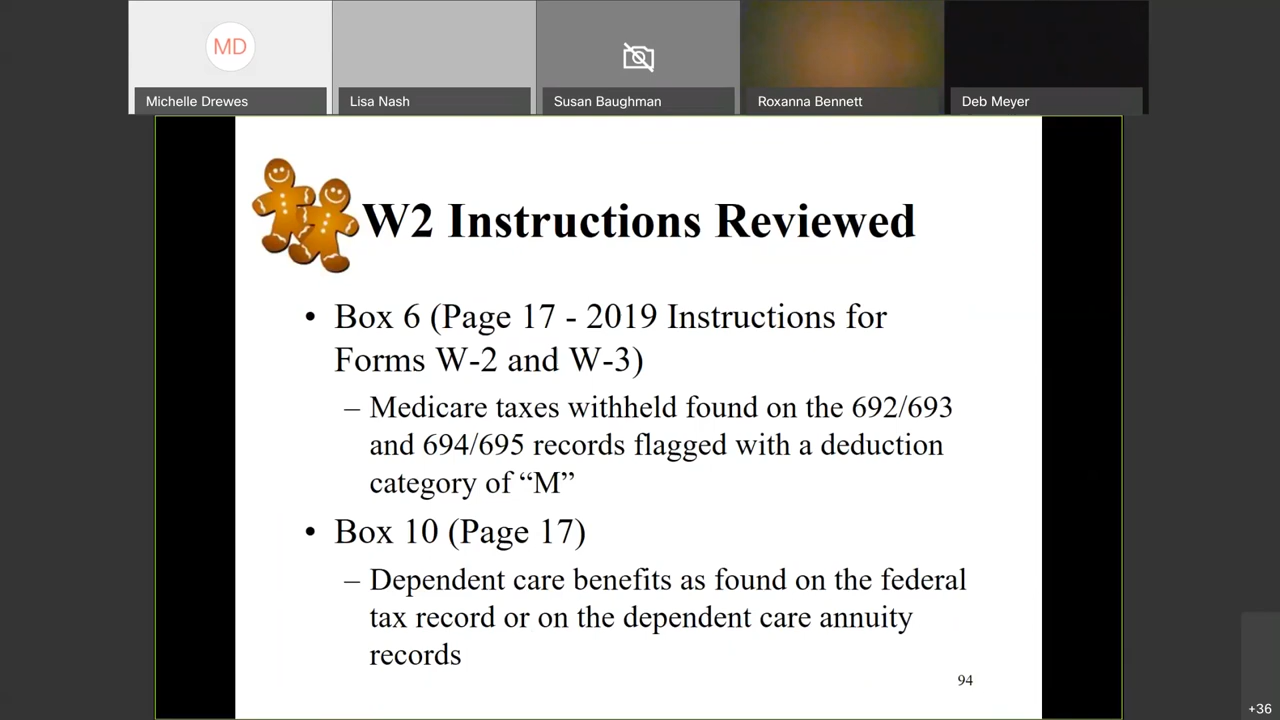 MD
Michelle Drewes
Lisa Nash
Susan Baughman
Roxanna Bennett
Deb Meyer
W2 Instructions Reviewed
• Box 6 (Page 17 - 2019 Instructions for
Forms W-2 and W-3)
– Medicare taxes withheld found on the 692/693
and 694/695 records flagged with a deduction
category of “M”
• Box 10 (Page 17)
– Dependent care benefits as found on the federal
tax record or on the dependent care annuity
records
94
+36